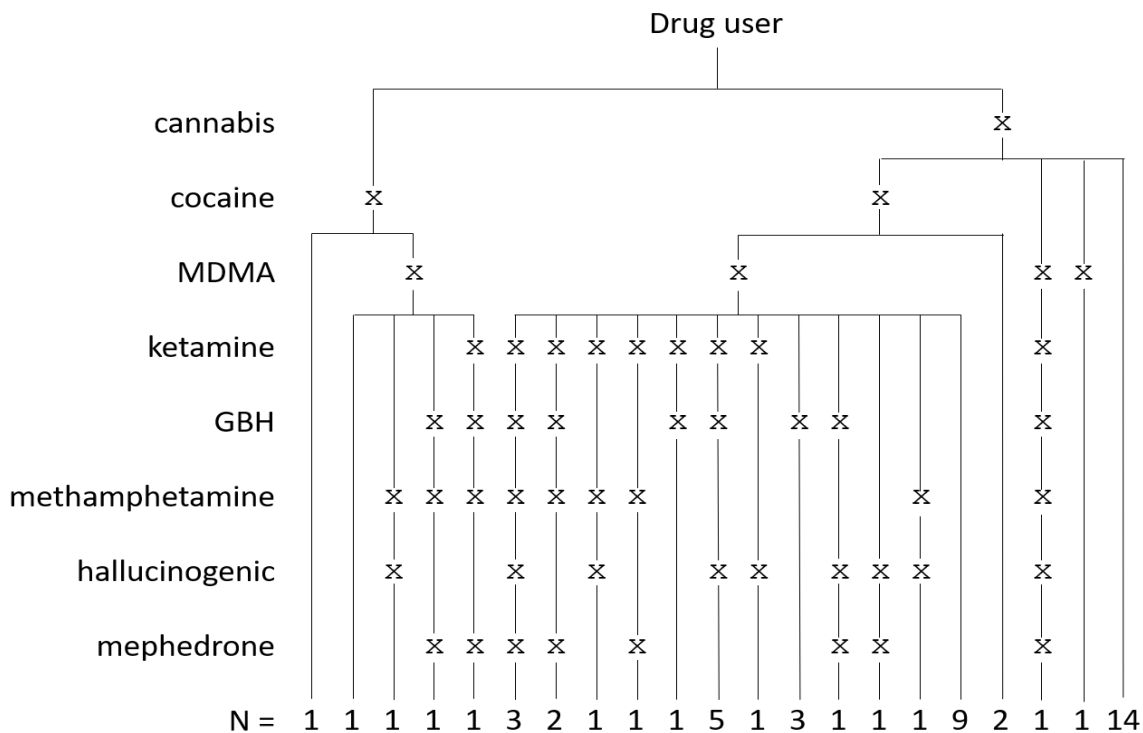 Drug user
cannabis X
cocaine X X
MDMA X X X X
ketamine X X X X X X X X X
GBH X X X X X X X X X
methamphetamine X X X X X X X X X
hallucinogenic X X X X X X X X X
mephedrone X X X X X X X X
N = 1 1 1 1 1 3 2 1 1 1 5 1 3 1 1 1 9 2 1 1 14